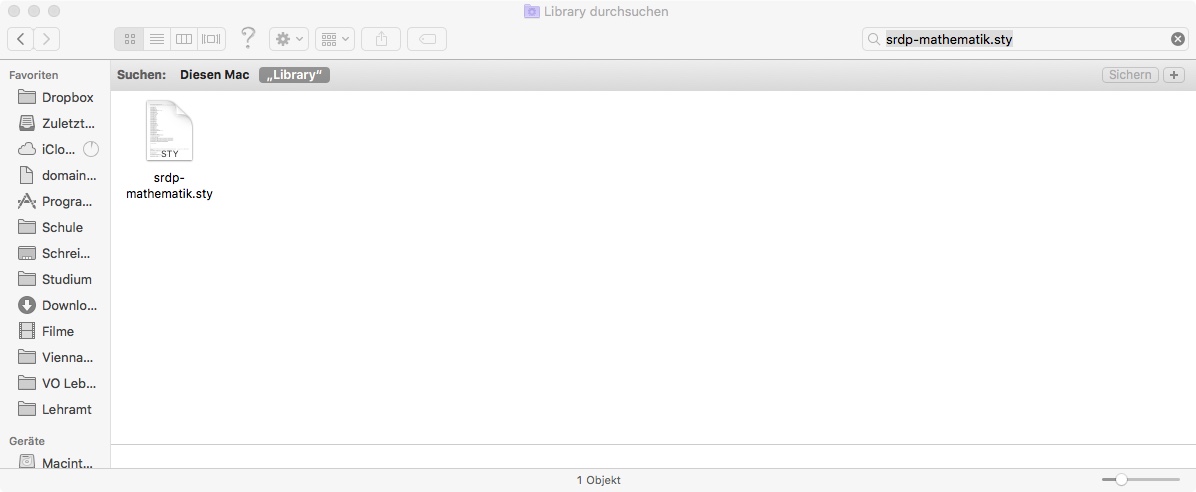 Library durchsuchen
srdp-mathematik.sty
Favoriten
Suchen: Diesen Mac „Library“ Sichern +
Dropbox
Zuletzt...
iClo...
domain...
Progra...
Schule
Schrei...
Studium
Downlo...
Filme
Vienna...
VO Leb...
Lehramt
Geräte
Macint...
STY
srdp-
mathematik.sty
1 Objekt